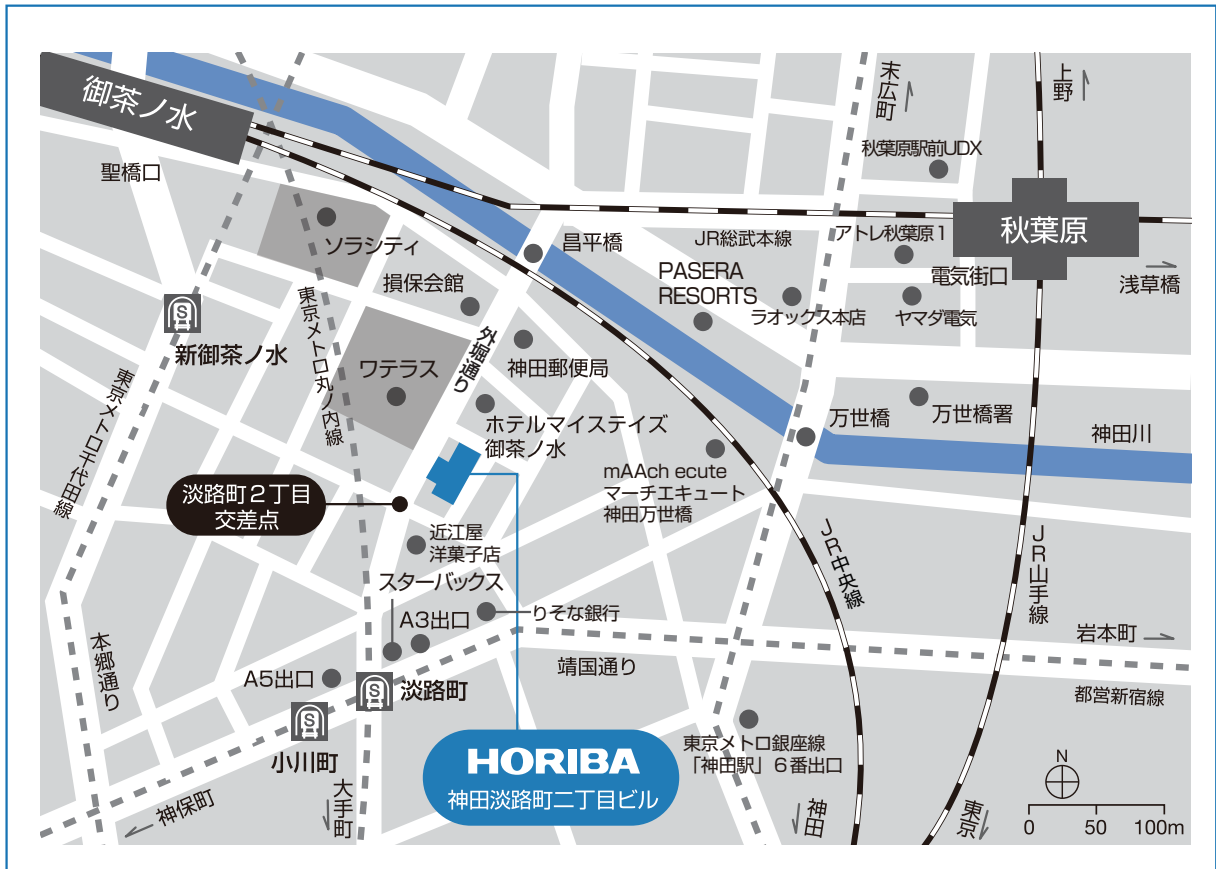 御茶ノ水
聖橋口
末広町
上野
秋葉原駅前UDX
秋葉原
ソラシティ
昌平橋
JR総武本線
アトレ秋葉原1
電気街口
浅草橋
損保会館
PASERA
RESORTS
ラオックス本店
ヤマダ電気
S
新御茶ノ水
東京メトロ丸ノ内線
外堀通り
神田郵便局
ワテラス
東京メトロ千代田線
ホテルマイステイズ
御茶ノ水
万世橋
万世橋署
神田川
mAAch ecute
マーチエキュート
神田万世橋
淡路町2丁目
交差点
近江屋
洋菓子店
スターバックス
A3出口
りそな銀行
JR中央線
JR山手線
岩本町
靖国通り
都営新宿線
本郷通り
A5出口
S
淡路町
S
小川町
神保町
大手町
HORIBA
神田淡路町二丁目ビル
東京メトロ銀座線
「神田駅」6番出口
神田
東京
N
0 50 100m